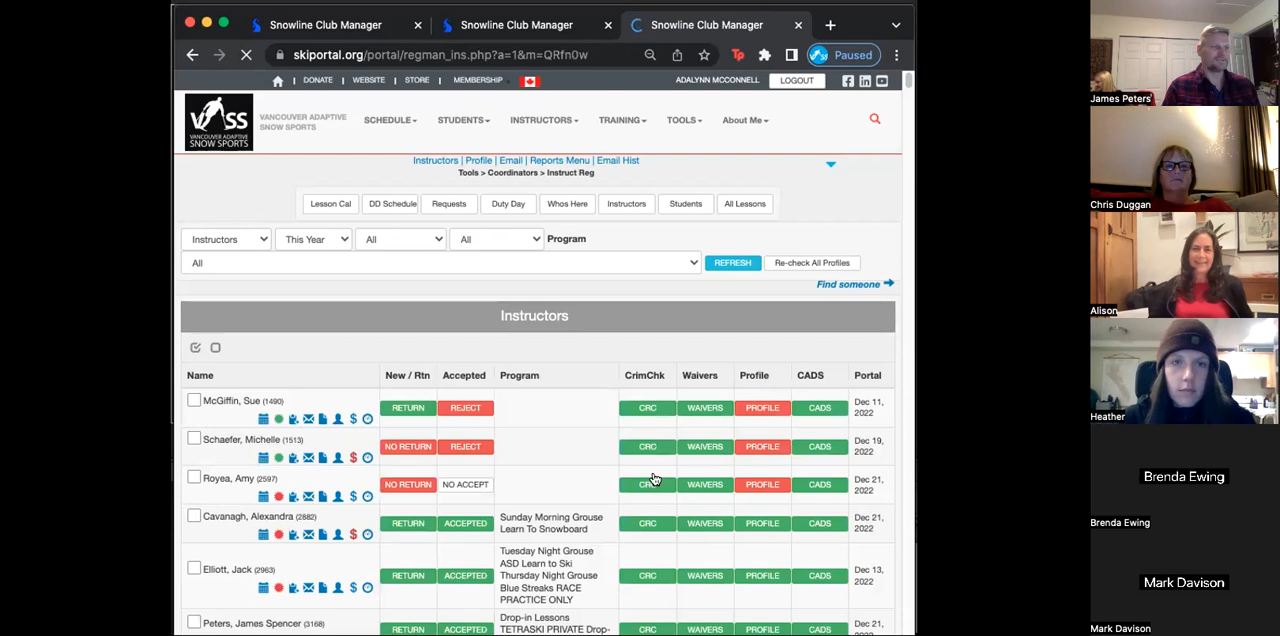 Snowline Club Manager
Snowline Club Manager
Snowline Club Manager
skiportal.org/portal/regman_ins.php?a=1&m=QRfn0w
Tp
Paused
DONATE | WEBSITE | STORE | MEMBERSHIP
ADALYNN MCCONNELL
LOGOUT
VASS
VANCOUVER ADAPTIVE
SNOW SPORTS
VANCOUVER ADAPTIVE
SNOW SPORTS
SCHEDULE
STUDENTS
INSTRUCTORS
TRAINING
TOOLS
About Me
Instructors | Profile | Email | Reports Menu | Email Hist
Tools > Coordinators > Instruct Reg
Lesson Cal
DD Schedule
Requests
Duty Day
Whos Here
Instructors
Students
All Lessons
Instructors
This Year
All
All
Program
All
REFRESH
Re-check All Profiles
Find someone
Instructors
Name
New / Rtn
Accepted
Program
CrimChk
Waivers
Profile
CADS
Portal
McGiffin, Sue (1490)
RETURN
REJECT
CRC
WAIVERS
PROFILE
CADS
Dec 11,
2022
Schaefer, Michelle (1513)
NO RETURN
REJECT
CRC
WAIVERS
PROFILE
CADS
Dec 19,
2022
Royea, Amy (2597)
NO RETURN
NO ACCEPT
CRC
WAIVERS
PROFILE
CADS
Dec 21,
2022
Cavanagh, Alexandra (2882)
RETURN
ACCEPTED
Sunday Morning Grouse
Learn To Snowboard
CRC
WAIVERS
PROFILE
CADS
Dec 21,
2022
Elliott, Jack (2963)
RETURN
ACCEPTED
Tuesday Night Grouse
ASD Learn to Ski
Thursday Night Grouse
Blue Streaks RACE
PRACTICE ONLY
CRC
WAIVERS
PROFILE
CADS
Dec 13,
2022
Peters, James Spencer (3168)
RETURN
ACCEPTED
Drop-in Lessons
TETRASKI PRIVATE Drop-
CRC
WAIVERS
PROFILE
CADS
Dec 21,
2022
James Peters
Chris Duggan
Alison
Heather
Brenda Ewing
Brenda Ewing
Mark Davison
Mark Davison